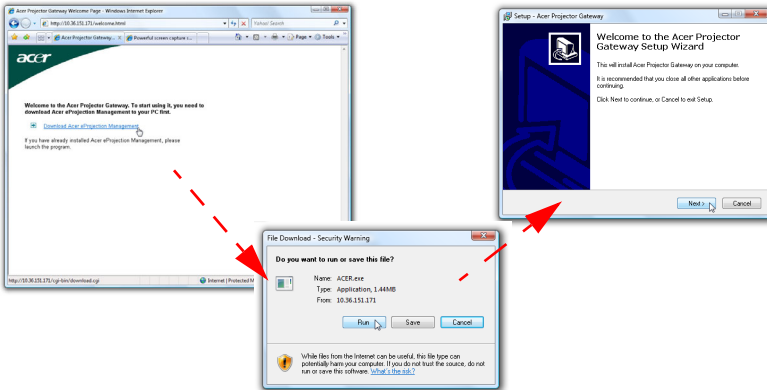 Acer Projector Gateway Welcome Page - Windows Internet Explorer
http://10.36.151.171/welcome.html
Yahoo! Search
Acer Projector Gateway... Powerful screen capture s... Page Tools
acer
Welcome to the Acer Projector Gateway. To start using it, you need to
download Acer eProjection Management to your PC first.
Download Acer eProjection Management
If you have already installed Acer eProjection Management, please
launch the program.
http://10.36.151.171/cgi-bin/download.cgi Internet | Protected M
File Download - Security Warning
Do you want to run or save this file?
Name: ACER.exe
Type: Application, 1.44MB
From: 10.36.151.171
Run Save Cancel
While files from the Internet can be useful, this file type can
potentially harm your computer. If you do not trust the source, do not
run or save this software. What's the risk?
Setup - Acer Projector Gateway
Welcome to the Acer Projector
Gateway Setup Wizard
This will install Acer Projector Gateway on your computer.
It is recommended that you close all other applications before
continuing.
Click Next to continue, or Cancel to exit Setup.
Next > Cancel